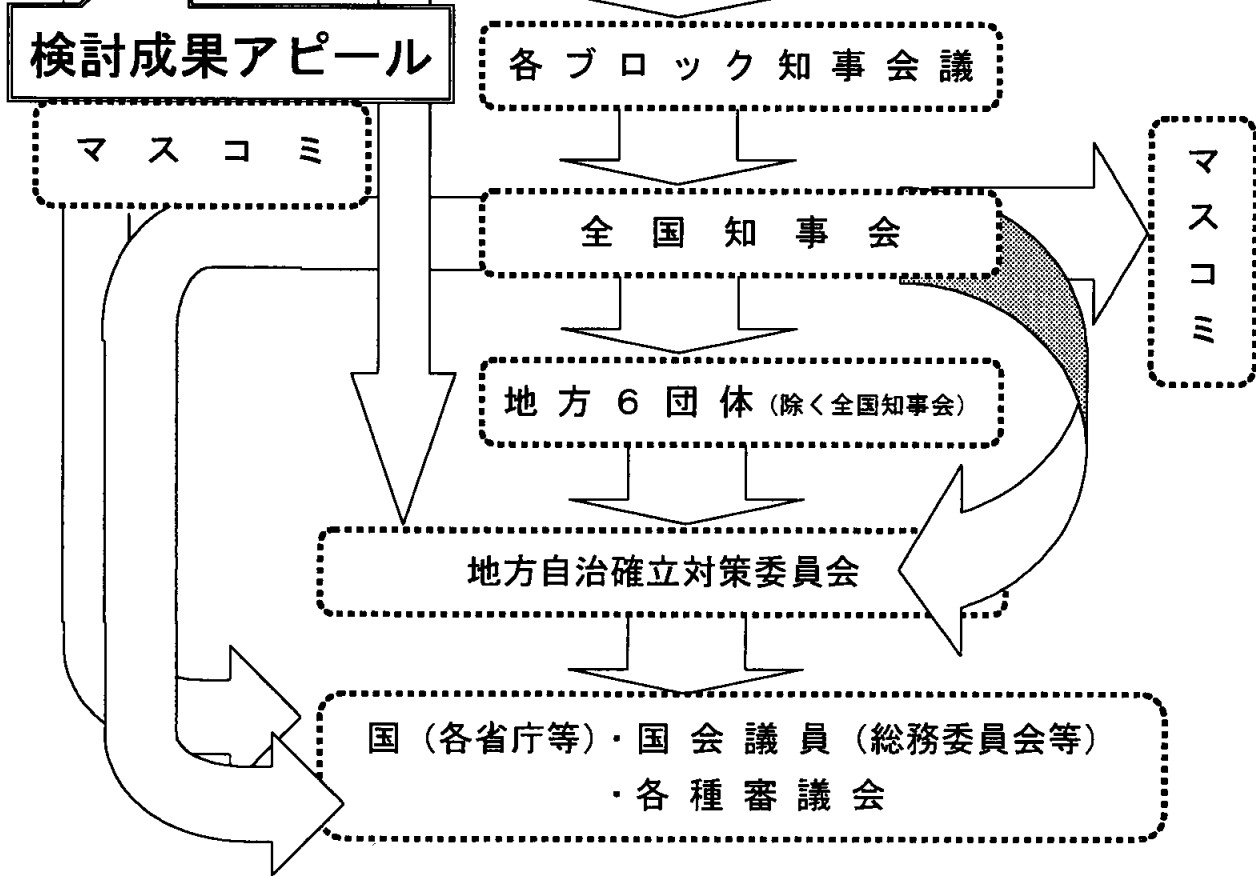 検討成果アピール
各ブロック知事会議
マスコミ
マスコミ
全国知事会
地方6団体(除く全国知事会)
地方自治確立対策委員会
国(各省庁等)・国会議員(総務委員会等)
・各種審議会